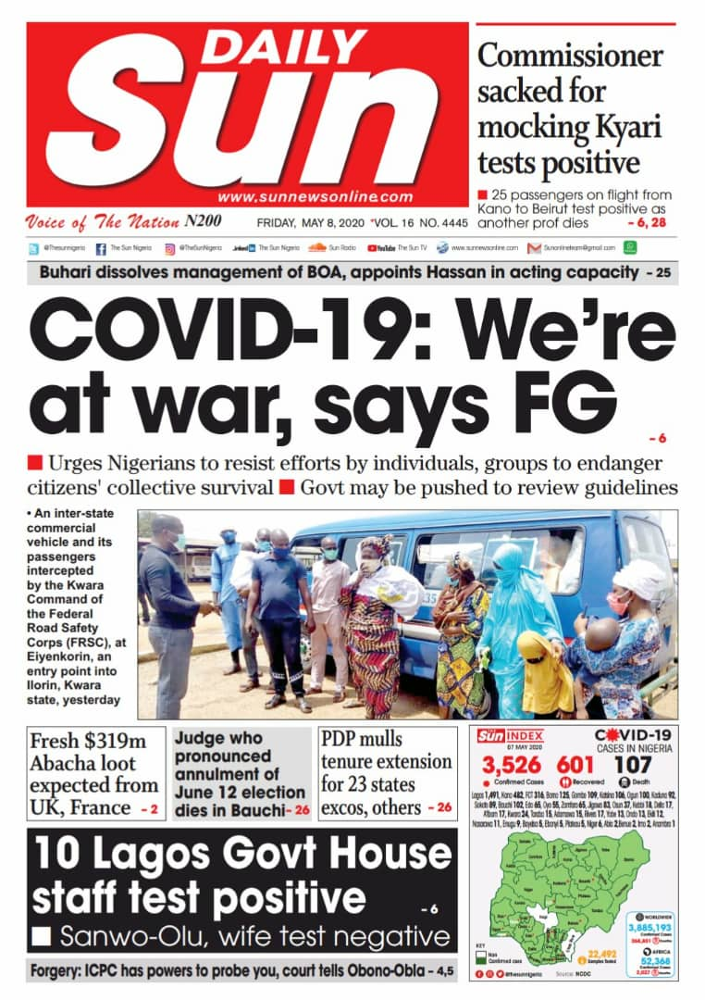 DAILY
Sun
www.sunnewsonline.com
Commissioner
sacked for
mocking Kyari
tests positive
■ 25 passengers on flight from
Kano to Beirut test positive as
another prof dies - 6, 28
Voice of The Nation N200
FRIDAY, MAY 8, 2020 *VOL. 16 NO. 4445
@Thesunnigeria The Sun Nigeria @TheSunNigeria LinkedIn The Sun Nigeria Sun Radio YouTube The Sun TV www.sunnewsonline.com Sunonlineteam@gmail.com
Buhari dissolves management of BOA, appoints Hassan in acting capacity - 25
COVID-19: We're
at war, says FG
- 6
■ Urges Nigerians to resist efforts by individuals, groups to endanger
citizens' collective survival ■ Govt may be pushed to review guidelines
• An inter-state
commercial
vehicle and its
passengers
intercepted
by the Kwara
Command of
the Federal
Road Safety
Corps (FRSC), at
Eiyenkorin, an
entry point into
Ilorin, Kwara
state, yesterday
Fresh $319m
Abacha loot
expected from
UK, France - 2
Judge who
pronounced
annulment of
June 12 election
dies in Bauchi- 26
PDP mulls
tenure extension
for 23 states
excos, others - 26
10 Lagos Govt House
staff test positive - 6
■ Sanwo-Olu, wife test negative
Forgery: ICPC has powers to probe you, court tells Obono-Obla - 4,5
THE Sun INDEX
07 MAY 2020
COVID-19
CASES IN NIGERIA
3,526 601 107
Confirmed Cases Recovered Death
Lagos 1,491, Kano 482, FCT 316, Borno 125, Gombe 109, Katsina 106, Ogun 100, Kaduna 92,
Sokoto 89, Bauchi 102, Edo 65, Oyo 55, Zamfara 65, Jigawa 83, Osun 37, Kebbi 18, Delta 17,
A'Ibom 17, Kwara 24, Taraba 15, Adamawa 15, Rivers 17, Yobe 13, Ondo 13, Ekiti 12,
Nasarawa 11, Enugu 9, Bayelsa 5, Ebonyi 5, Plateau 5, Niger 6, Abia 2, Benue 2, Imo 2, Anambra 1
KEY
Non
Confirmed case
22,492
Samples Tested
@thesunnigeria Source: NCDC
WORLDWIDE
3,885,193
Confirmed Cases
AFRICA
52,368
Confirmed Cases